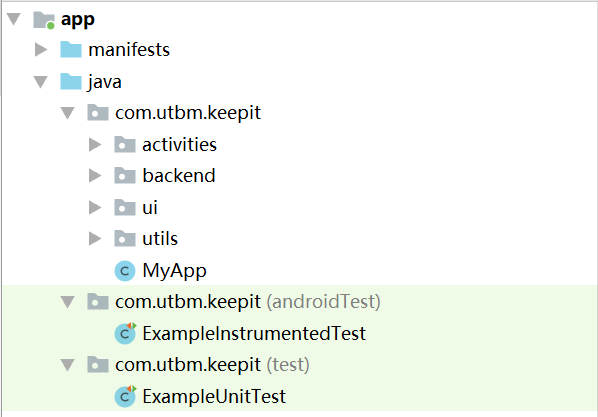 app
manifests
java
com.utbm.keepit
activities
backend
ui
utils
C MyApp
com.utbm.keepit (androidTest)
C ExampleInstrumentedTest
com.utbm.keepit (test)
C ExampleUnitTest